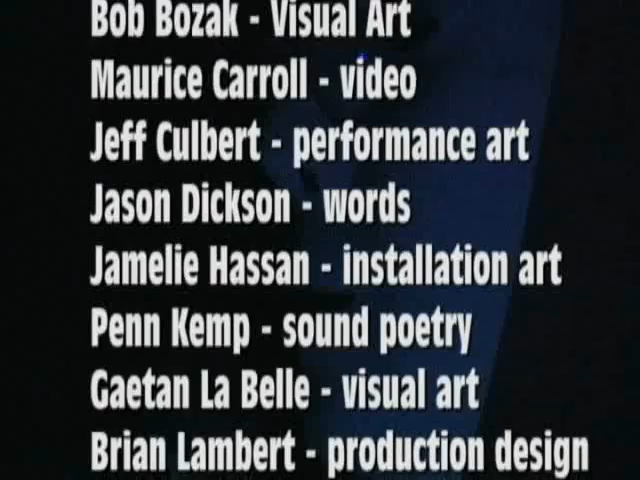 Bob Bozak - Visual Art
Maurice Carroll - video
Jeff Culbert - performance art
Jason Dickson - words
Jamelie Hassan - installation art
Penn Kemp - sound poetry
Gaetan La Belle - visual art
Brian Lambert - production design